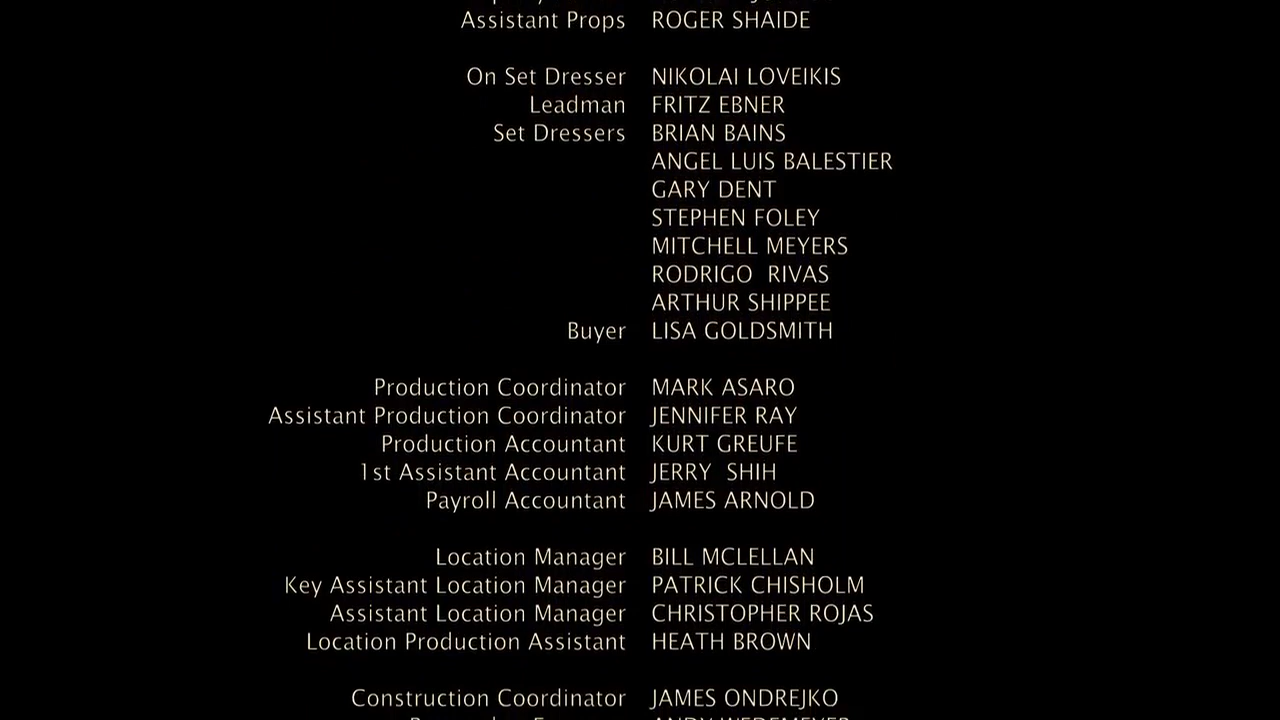 Assistant Props ROGER SHAIDE
On Set Dresser NIKOLAI LOVEIKIS
Leadman FRITZ EBNER
Set Dressers BRIAN BAINS
ANGEL LUIS BALESTIER
GARY DENT
STEPHEN FOLEY
MITCHELL MEYERS
RODRIGO RIVAS
ARTHUR SHIPPEE
Buyer LISA GOLDSMITH
Production Coordinator MARK ASARO
Assistant Production Coordinator JENNIFER RAY
Production Accountant KURT GREUFE
1st Assistant Accountant JERRY SHIH
Payroll Accountant JAMES ARNOLD
Location Manager BILL MCLELLAN
Key Assistant Location Manager PATRICK CHISHOLM
Assistant Location Manager CHRISTOPHER ROJAS
Location Production Assistant HEATH BROWN
Construction Coordinator JAMES ONDREJKO
ANDY WEDEMEYER